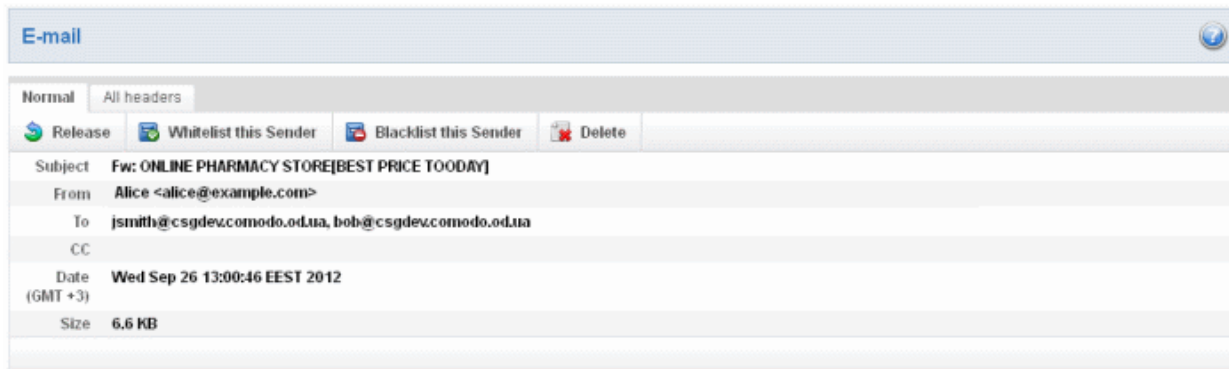 E-mail
Normal All headers
Release Whitelist this Sender Blacklist this Sender Delete
Subject Fw: ONLINE PHARMACY STORE[BEST PRICE TOODAY]
From Alice <alice@example.com>
To jsmith@csgdev.comodo.od.ua, bob@csgdev.comodo.od.ua
CC
Date Wed Sep 26 13:00:46 EEST 2012
(GMT +3)
Size 6.6 KB